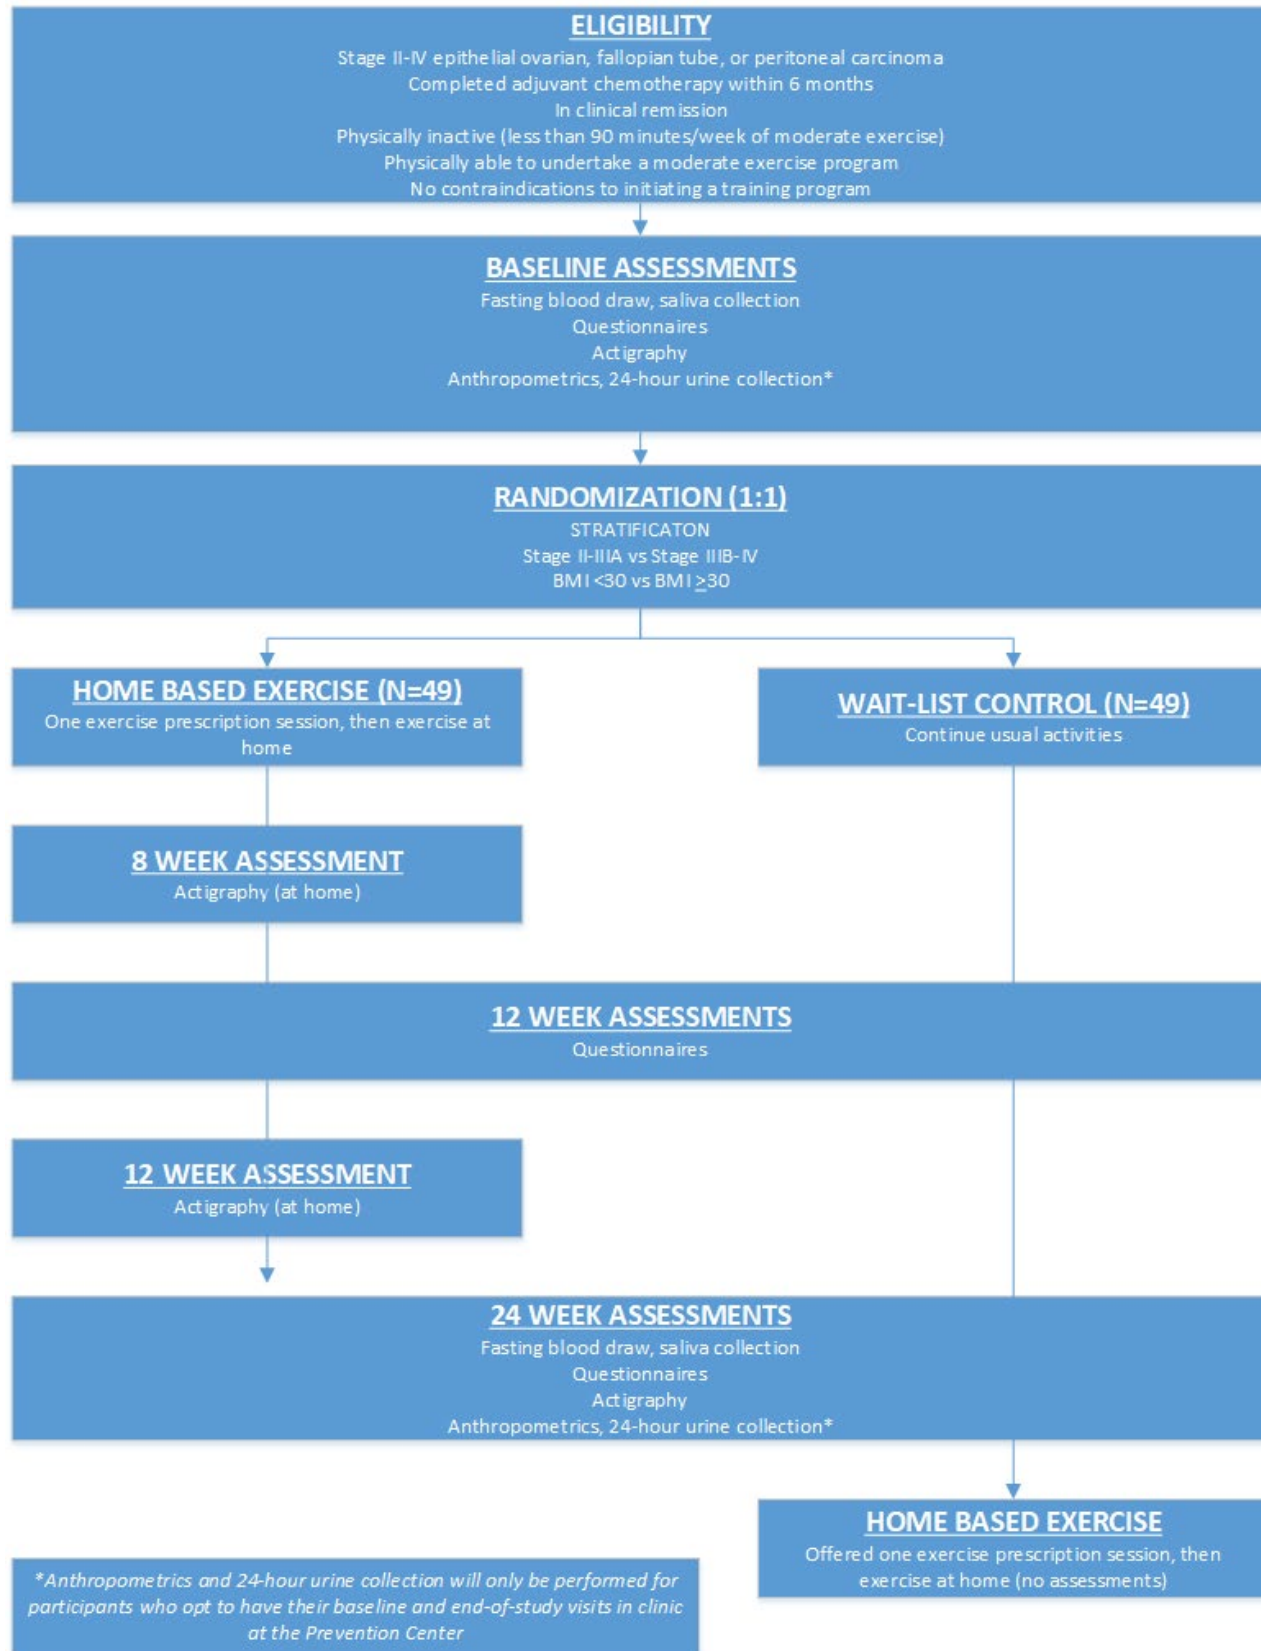 ELIGIBILITY
Stage II-IV epithelial ovarian, fallopian tube, or peritoneal carcinoma
Completed adjuvant chemotherapy within 6 months
In clinical remission
Physically inactive (less than 90 minutes/week of moderate exercise)
Physically able to undertake a moderate exercise program
No contraindications to initiating a training program
BASELINE ASSESSMENTS
Fasting blood draw, saliva collection
Questionnaires
Actigraphy
Anthropometrics, 24-hour urine collection*
RANDOMIZATION (1:1)
STRATIFICATON
Stage II-IIIA vs Stage IIIB-IV
BMI <30 vs BMI ≥30
HOME BASED EXERCISE (N=49)
One exercise prescription session, then exercise at
home
WAIT-LIST CONTROL (N=49)
Continue usual activities
8 WEEK ASSESSMENT
Actigraphy (at home)
12 WEEK ASSESSMENTS
Questionnaires
12 WEEK ASSESSMENT
Actigraphy (at home)
24 WEEK ASSESSMENTS
Fasting blood draw, saliva collection
Questionnaires
Actigraphy
Anthropometrics, 24-hour urine collection*
HOME BASED EXERCISE
Offered one exercise prescription session, then
exercise at home (no assessments)
*Anthropometrics and 24-hour urine collection will only be performed for
participants who opt to have their baseline and end-of-study visits in clinic
at the Prevention Center